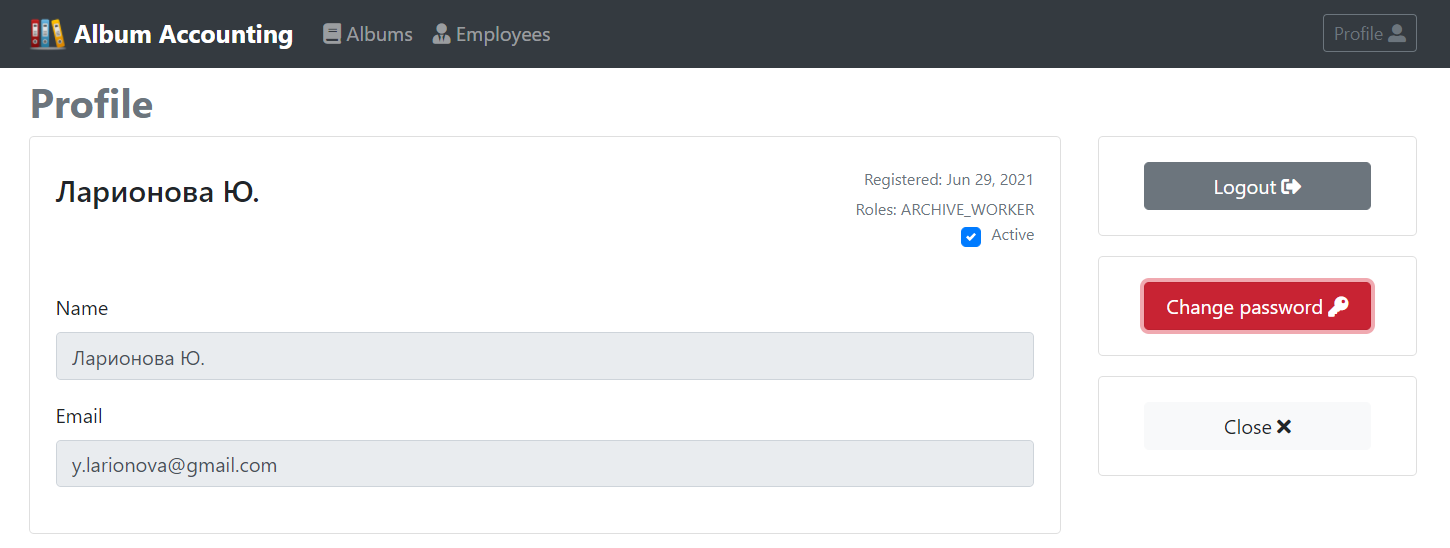 Album Accounting Albums Employees Profile
Profile
Ларионова Ю.
Registered: Jun 29, 2021
Roles: ARCHIVE_WORKER
Active
Name
Ларионова Ю.
Email
y.larionova@gmail.com
Logout
Change password
Close